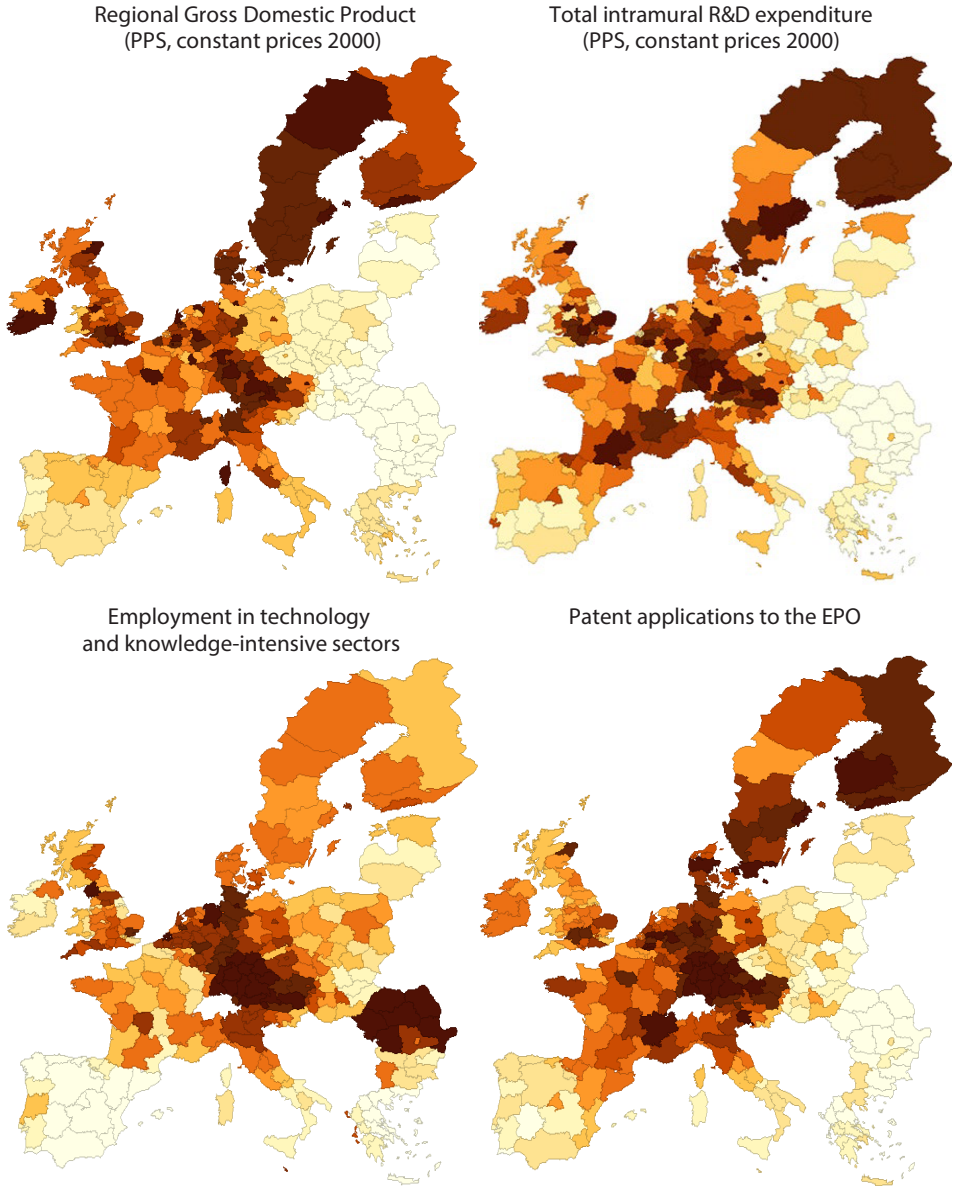 Regional Gross Domestic Product
(PPS, constant prices 2000)
Total intramural R&D expenditure
(PPS, constant prices 2000)
Employment in technology
and knowledge-intensive sectors
Patent applications to the EPO